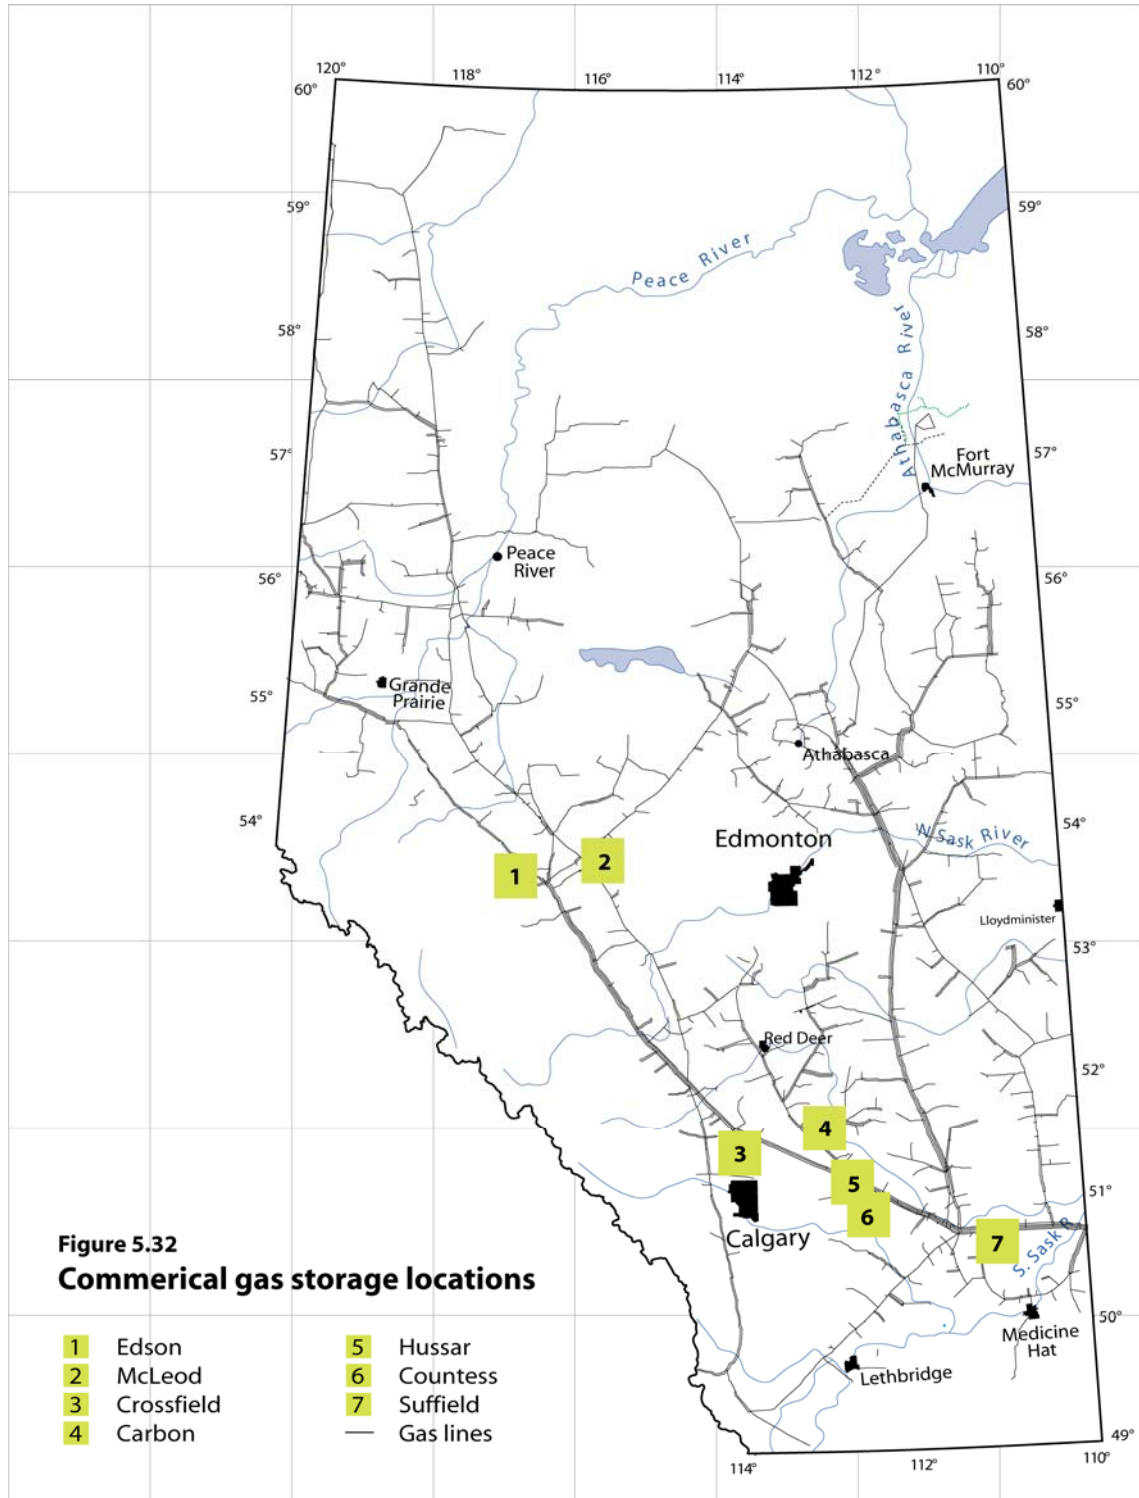 120°
118°
116°
114°
112°
110°
60°
60°
59°
59°
Peace River
58°
58°
Athabasca River
57°
57°
Fort
McMurray
Peace
River
56°
56°
Grande
Prairie
55°
55°
Athabasca
54°
54°
N Sask River
Edmonton
1
2
Lloydminister
53°
Red Deer
52°
4
3
5
51°
6
Calgary
7
S. Sask R
Figure 5.32
Commerical gas storage locations
50°
Medicine
Hat
Lethbridge
1 Edson
2 McLeod
3 Crossfield
4 Carbon
5 Hussar
6 Countess
7 Suffield
Gas lines
49°
114°
112°
110°